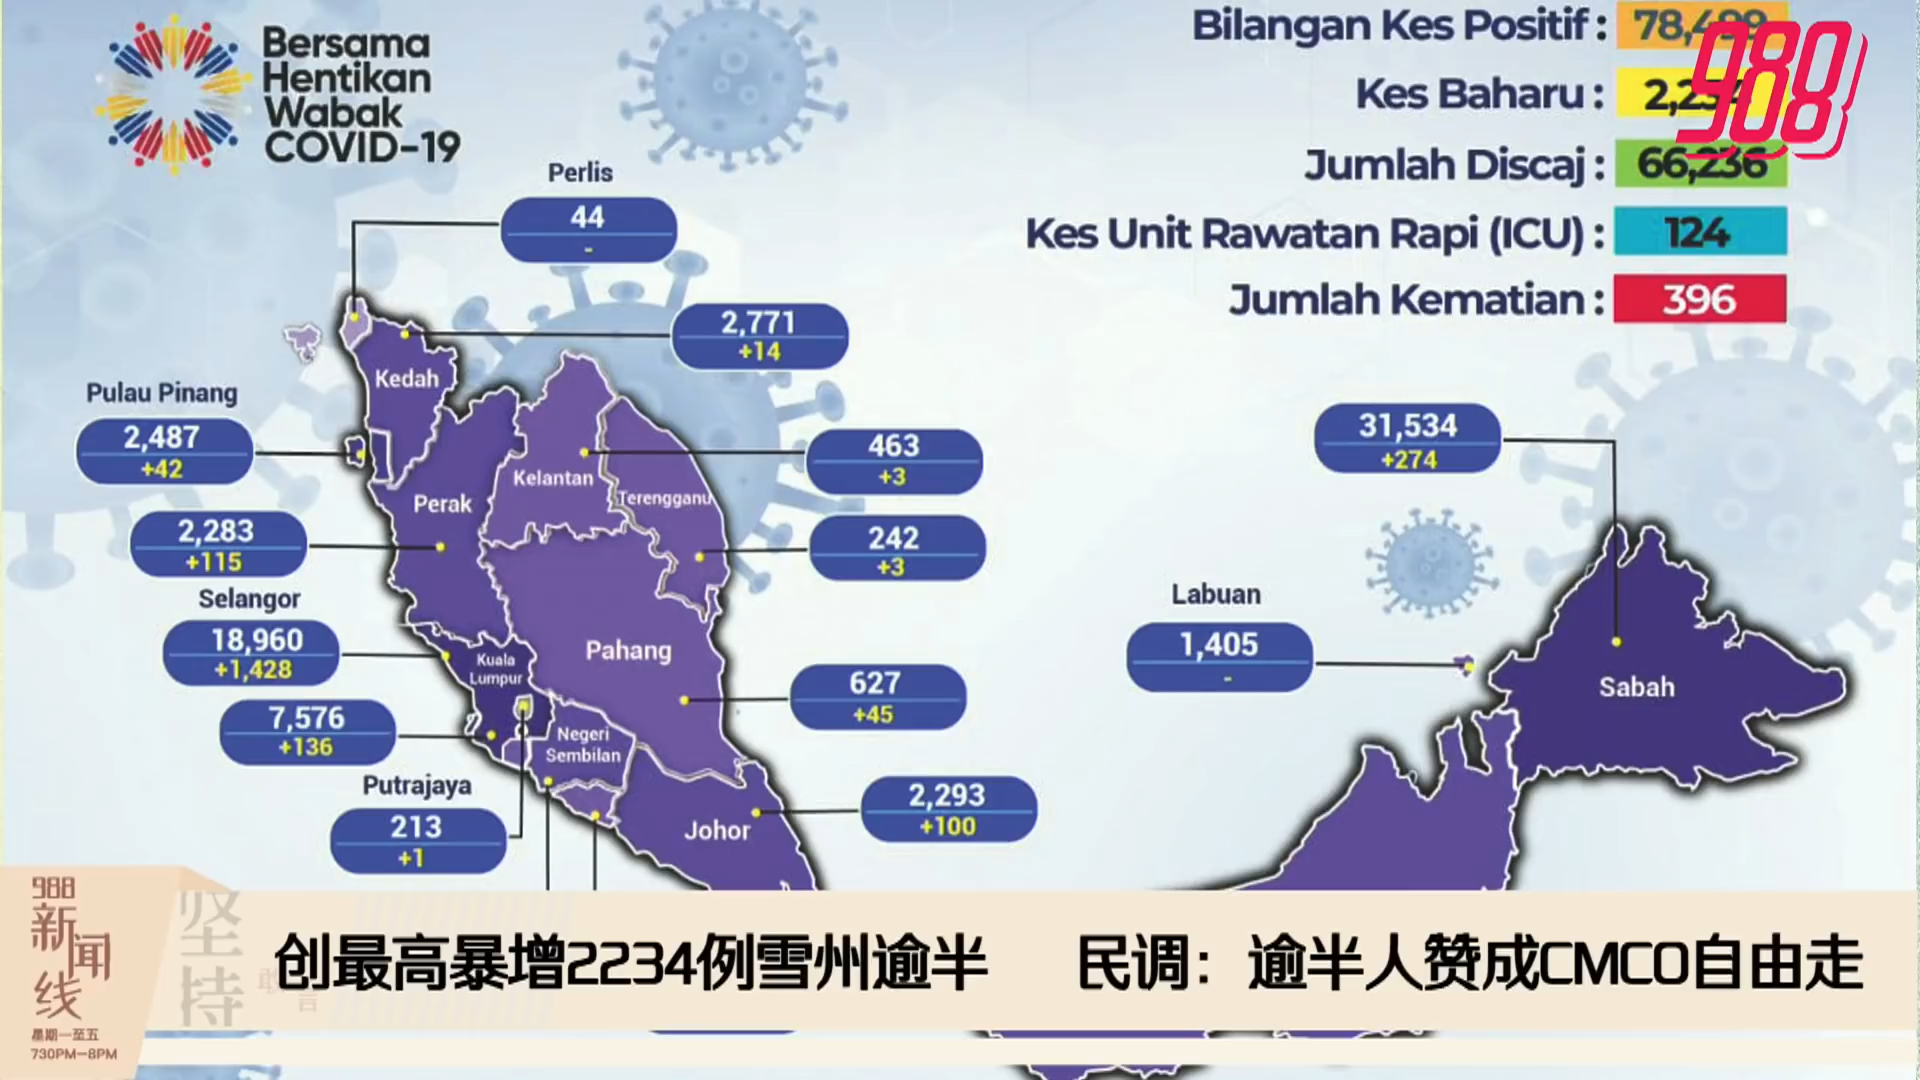 Bersama
Hentikan
Wabak
COVID-19
Bilangan Kes Positif :
Kes Baharu :
Jumlah Discaj : 66,236
Kes Unit Rawatan Rapi (ICU) : 124
Jumlah Kematian : 396
988
Perlis
44
-
2,771
+14
Kedah
Pulau Pinang
2,487
+42
463
+3
31,534
+274
Kelantan
Terengganu
Perak
2,283
+115
242
+3
Selangor
18,960
+1,428
Labuan
1,405
-
Kuala
Lumpur
Pahang
627
+45
Sabah
7,576
+136
Negeri
Sembilan
Putrajaya
213
+1
2,293
+100
Johor
988
新闻线
星期一至五
730PM-8PM
坚持
敢言
创最高暴增2234例雪州逾半 民调：逾半人赞成CMCO自由走